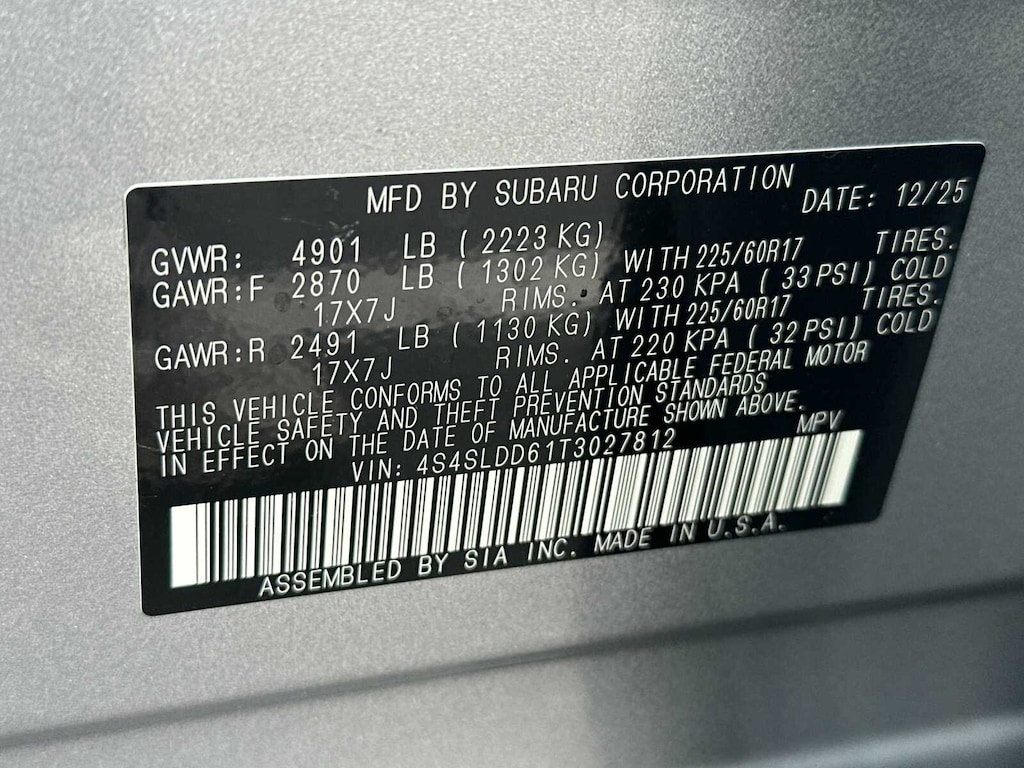 MFD BY SUBARU CORPORATION DATE: 12/25
GVWR: 4901 LB ( 2223 KG)
GAWR:F 2870 LB ( 1302 KG) WITH 225/60R17 TIRES.
17X7J RIMS. AT 230 KPA ( 33 PSI) COLD
GAWR:R 2491 LB ( 1130 KG) WITH 225/60R17 TIRES.
17X7J RIMS. AT 220 KPA ( 32 PSI) COLD
THIS VEHICLE CONFORMS TO ALL APPLICABLE FEDERAL MOTOR
VEHICLE SAFETY AND THEFT PREVENTION STANDARDS
IN EFFECT ON THE DATE OF MANUFACTURE SHOWN ABOVE.
VIN: 4S4SLDD61T3027812 MPV
ASSEMBLED BY SIA INC. MADE IN U.S.A.